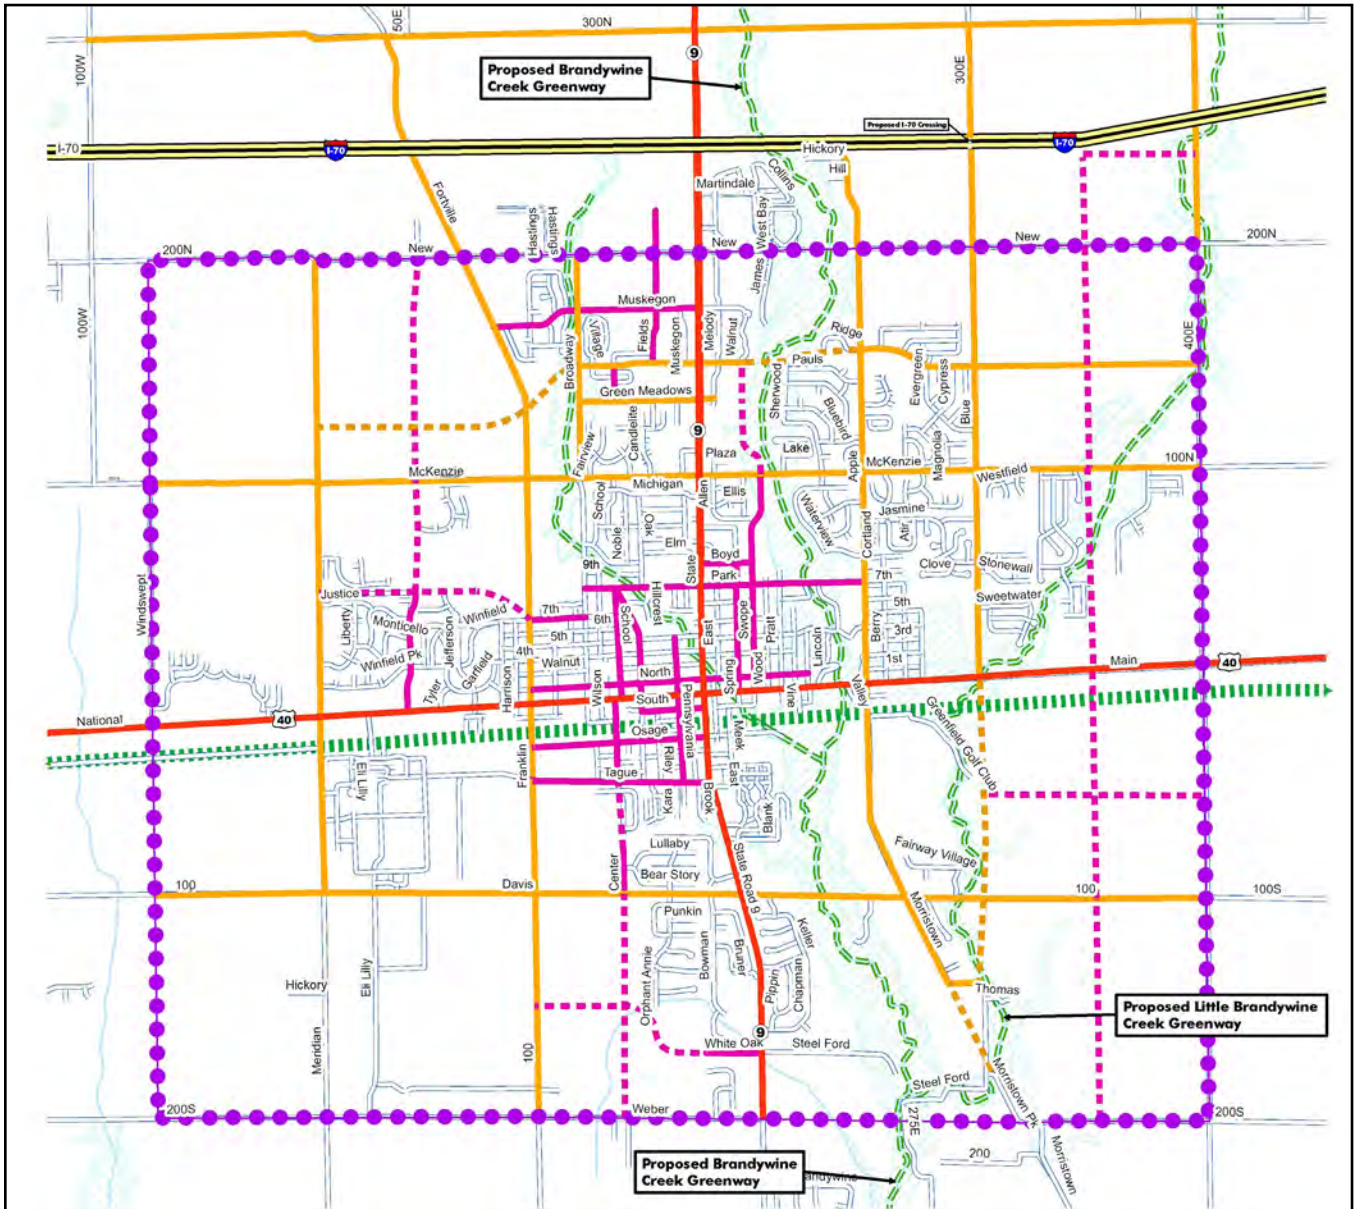 50E
300N
9
100W
300E
Proposed Brandywine
Creek Greenway
Proposed I-70 Crossing
I-70
I-70
I-70
Hickory
Hill
Collins
Martindale
West Bay
Fortville
Hastings
Hastings
200N
New
New
New
200N
James
100W
Muskegon
Village
Fields
Muskegon
Melody
Walnut
Ridge
400E
Broadway
Pauls
Evergreen
Cypress
Blue
Green Meadows
Sherwood
Bluebird
Candlelite
9
Fairview
Plaza
Lake
Apple
McKenzie
Magnolia
McKenzie
Michigan
Westfield
100N
School
Allen
Ellis
Waterview
Jasmine
Oak
Noble
Atir
Cortland
Elm
State
Boyd
Clove
Stonewall
9th
Park
7th
Windswept
Justice
Hillcrest
Sweetwater
5th
Liberty
Monticello
Winfield
7th
6th
School
East
Swope
Pratt
Lincoln
Berry
3rd
Jefferson
5th
4th
Winfield Pk
Garfield
Walnut
1st
Main
40
Tyler
Harrison
Wilson
North
Spring
Wood
Vine
Valley
National
40
South
Pennsylvania
Greenfield Golf Club
Osage
Meek
Eli Lilly
Franklin
Tague
Riley
East
Kara
Brook
Blank
Lullaby
State Road 9
Fairway Village
Center
Bear Story
100
Davis
100
100S
Punkin
Keller
Morristown
Bowman
Bruner
Eli Lilly
Hickory
Orphant Annie
Pippin
Chapman
Thomas
Proposed Little Brandywine
Creek Greenway
Meridian
100
9
White Oak
Steel Ford
Steel Ford
Morristown Pk
200S
Weber
275E
200S
200
Morristown
Proposed Brandywine
Creek Greenway
andywine